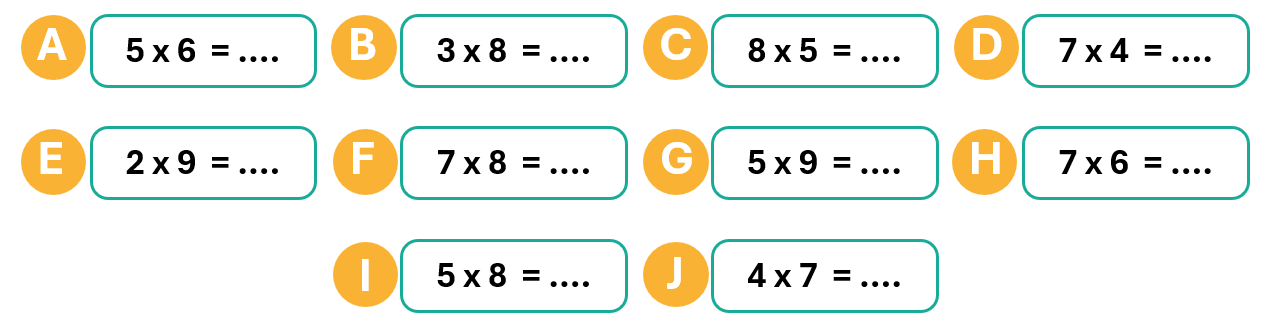 A 5 x 6 = .... B 3 x 8 = .... C 8 x 5 = .... D 7 x 4 = ....
E 2 x 9 = .... F 7 x 8 = .... G 5 x 9 = .... H 7 x 6 = ....
I 5 x 8 = .... J 4 x 7 = ....